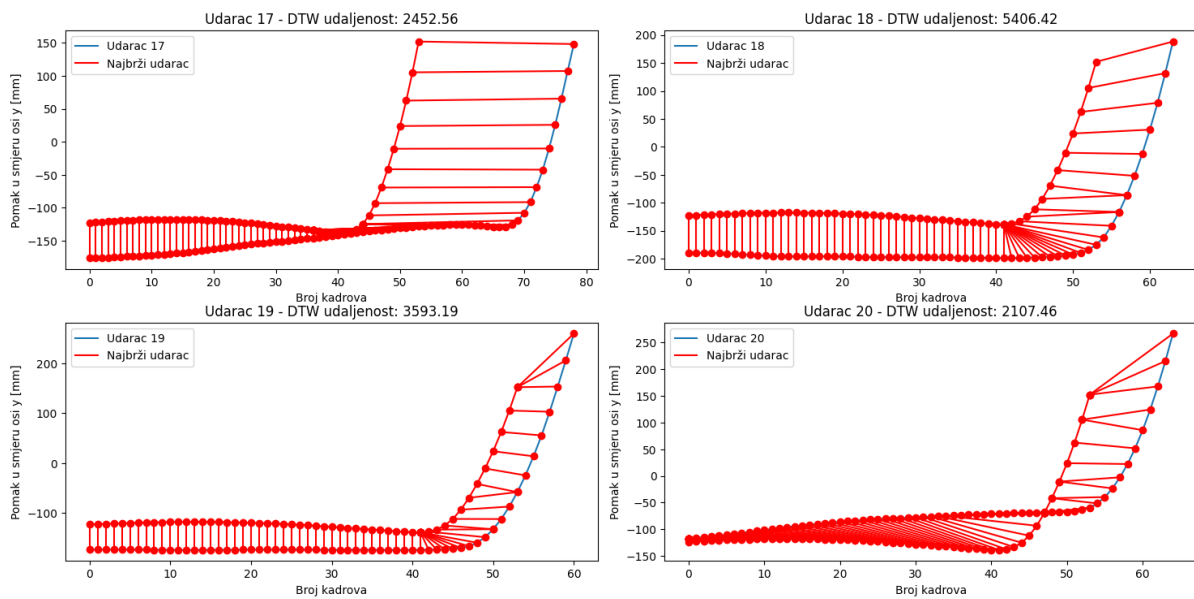 Udarac 17 - DTW udaljenost: 2452.56
Udarac 17
Najbrži udarac
Pomak u smjeru osi y [mm]
150
100
50
0
−50
−100
−150
0 10 20 30 40 50 60 70 80
Broj kadrova
Udarac 18 - DTW udaljenost: 5406.42
Udarac 18
Najbrži udarac
Pomak u smjeru osi y [mm]
200
150
100
50
0
−50
−100
−150
−200
0 10 20 30 40 50 60
Broj kadrova
Udarac 19 - DTW udaljenost: 3593.19
Udarac 19
Najbrži udarac
Pomak u smjeru osi y [mm]
200
100
0
−100
0 10 20 30 40 50 60
Broj kadrova
Udarac 20 - DTW udaljenost: 2107.46
Udarac 20
Najbrži udarac
Pomak u smjeru osi y [mm]
250
200
150
100
50
0
−50
−100
−150
0 10 20 30 40 50 60
Broj kadrova